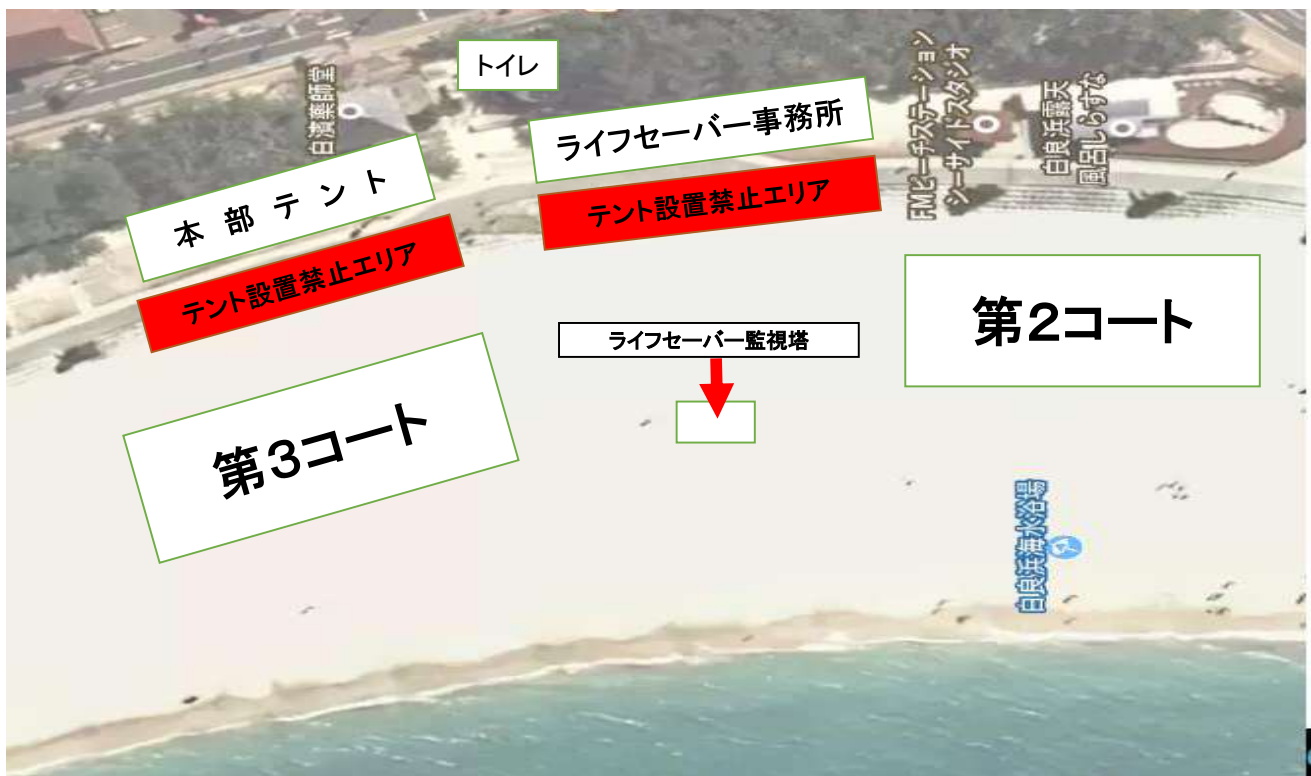 トイレ
白濱薬師堂
ライフセーバー事務所
FMビーチステーション
シーサイドスタジオ
白良浜露天
風呂しらすな
本部テント
テント設置禁止エリア
テント設置禁止エリア
第2コート
ライフセーバー監視塔
第3コート
白良浜海水浴場